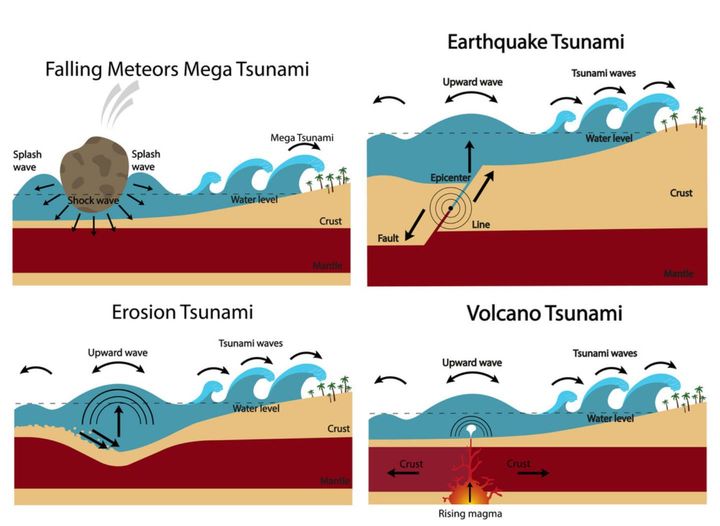 Falling Meteors Mega Tsunami
Mega Tsunami
Splash
wave
Splash
wave
Shock wave
Water level
Crust
Mantle
Earthquake Tsunami
Tsunami waves
Upward wave
Water level
Epicenter
Crust
Line
Fault
Mantle
Erosion Tsunami
Tsunami waves
Upward wave
Water level
Crust
Mantle
Volcano Tsunami
Tsunami waves
Upward wave
Water level
Crust
Crust
Rising magma